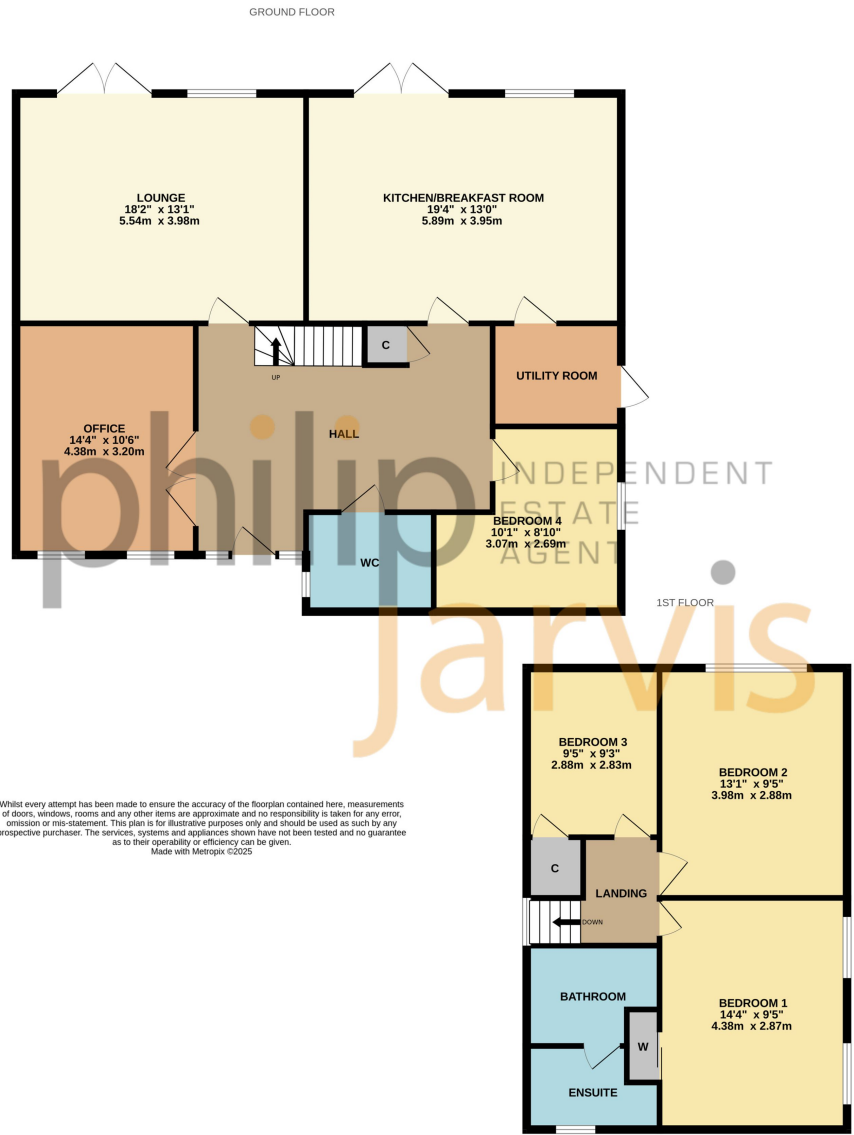 GROUND FLOOR
LOUNGE
18'2" x 13'1"
5.54m x 3.98m
KITCHEN/BREAKFAST ROOM
19'4" x 13'0"
5.89m x 3.95m
C
UP
UTILITY ROOM
OFFICE
14'4" x 10'6"
4.38m x 3.20m
HALL
BEDROOM 4
10'1" x 8'10"
3.07m x 2.69m
WC
philip
jarvis
INDEPENDENT
ESTATE
AGENT
1ST FLOOR
BEDROOM 3
9'5" x 9'3"
2.88m x 2.83m
BEDROOM 2
13'1" x 9'5"
3.98m x 2.88m
C
LANDING
DOWN
BATHROOM
BEDROOM 1
14'4" x 9'5"
4.38m x 2.87m
W
ENSUITE
Whilst every attempt has been made to ensure the accuracy of the floorplan contained here, measurements
of doors, windows, rooms and any other items are approximate and no responsibility is taken for any error,
omission or mis-statement. This plan is for illustrative purposes only and should be used as such by any
prospective purchaser. The services, systems and appliances shown have not been tested and no guarantee
as to their operability or efficiency can be given.
Made with Metropix ©2025